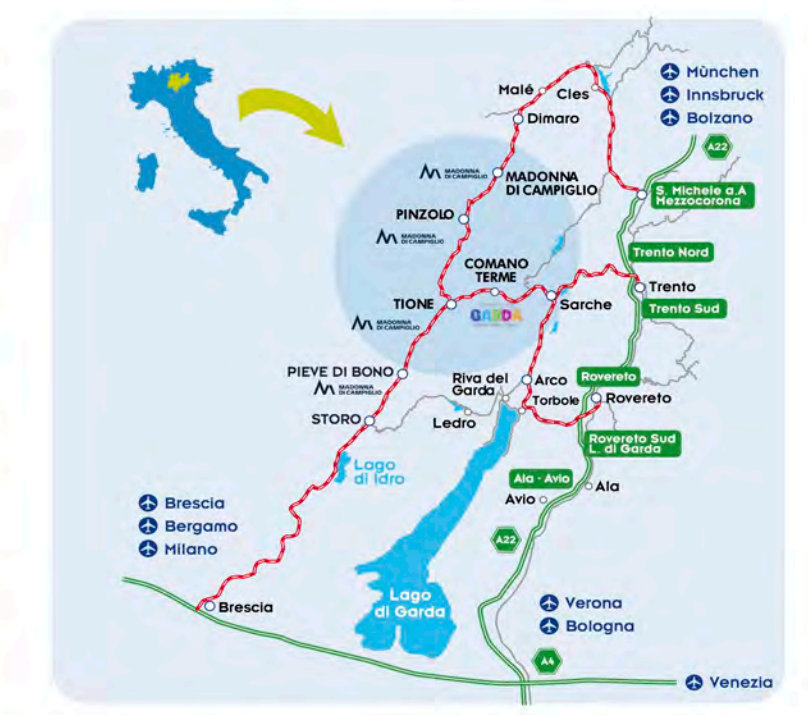 Mùnchen
Innsbruck
Bolzano
A22
Malé
Cles
Dimaro
MADONNA
DI CAMPIGLIO
MADONNA
DI CAMPIGLIO
S. Michele a.A
Mezzocorona
PINZOLO
MADONNA
DI CAMPIGLIO
Trento Nord
COMANO
TERME
Trento
TIONE
Sarche
Trento Sud
GARDA
MADONNA
DI CAMPIGLIO
PIEVE DI BONO
MADONNA
DI CAMPIGLIO
Riva del
Garda
Arco
Rovereto
Torbole
Rovereto
STORO
Ledro
Rovereto Sud
L. di Garda
Lago
di Idro
Ala - Avio
Avio
Ala
Brescia
Bergamo
Milano
A22
Lago
di Garda
Brescia
Verona
Bologna
A4
Venezia